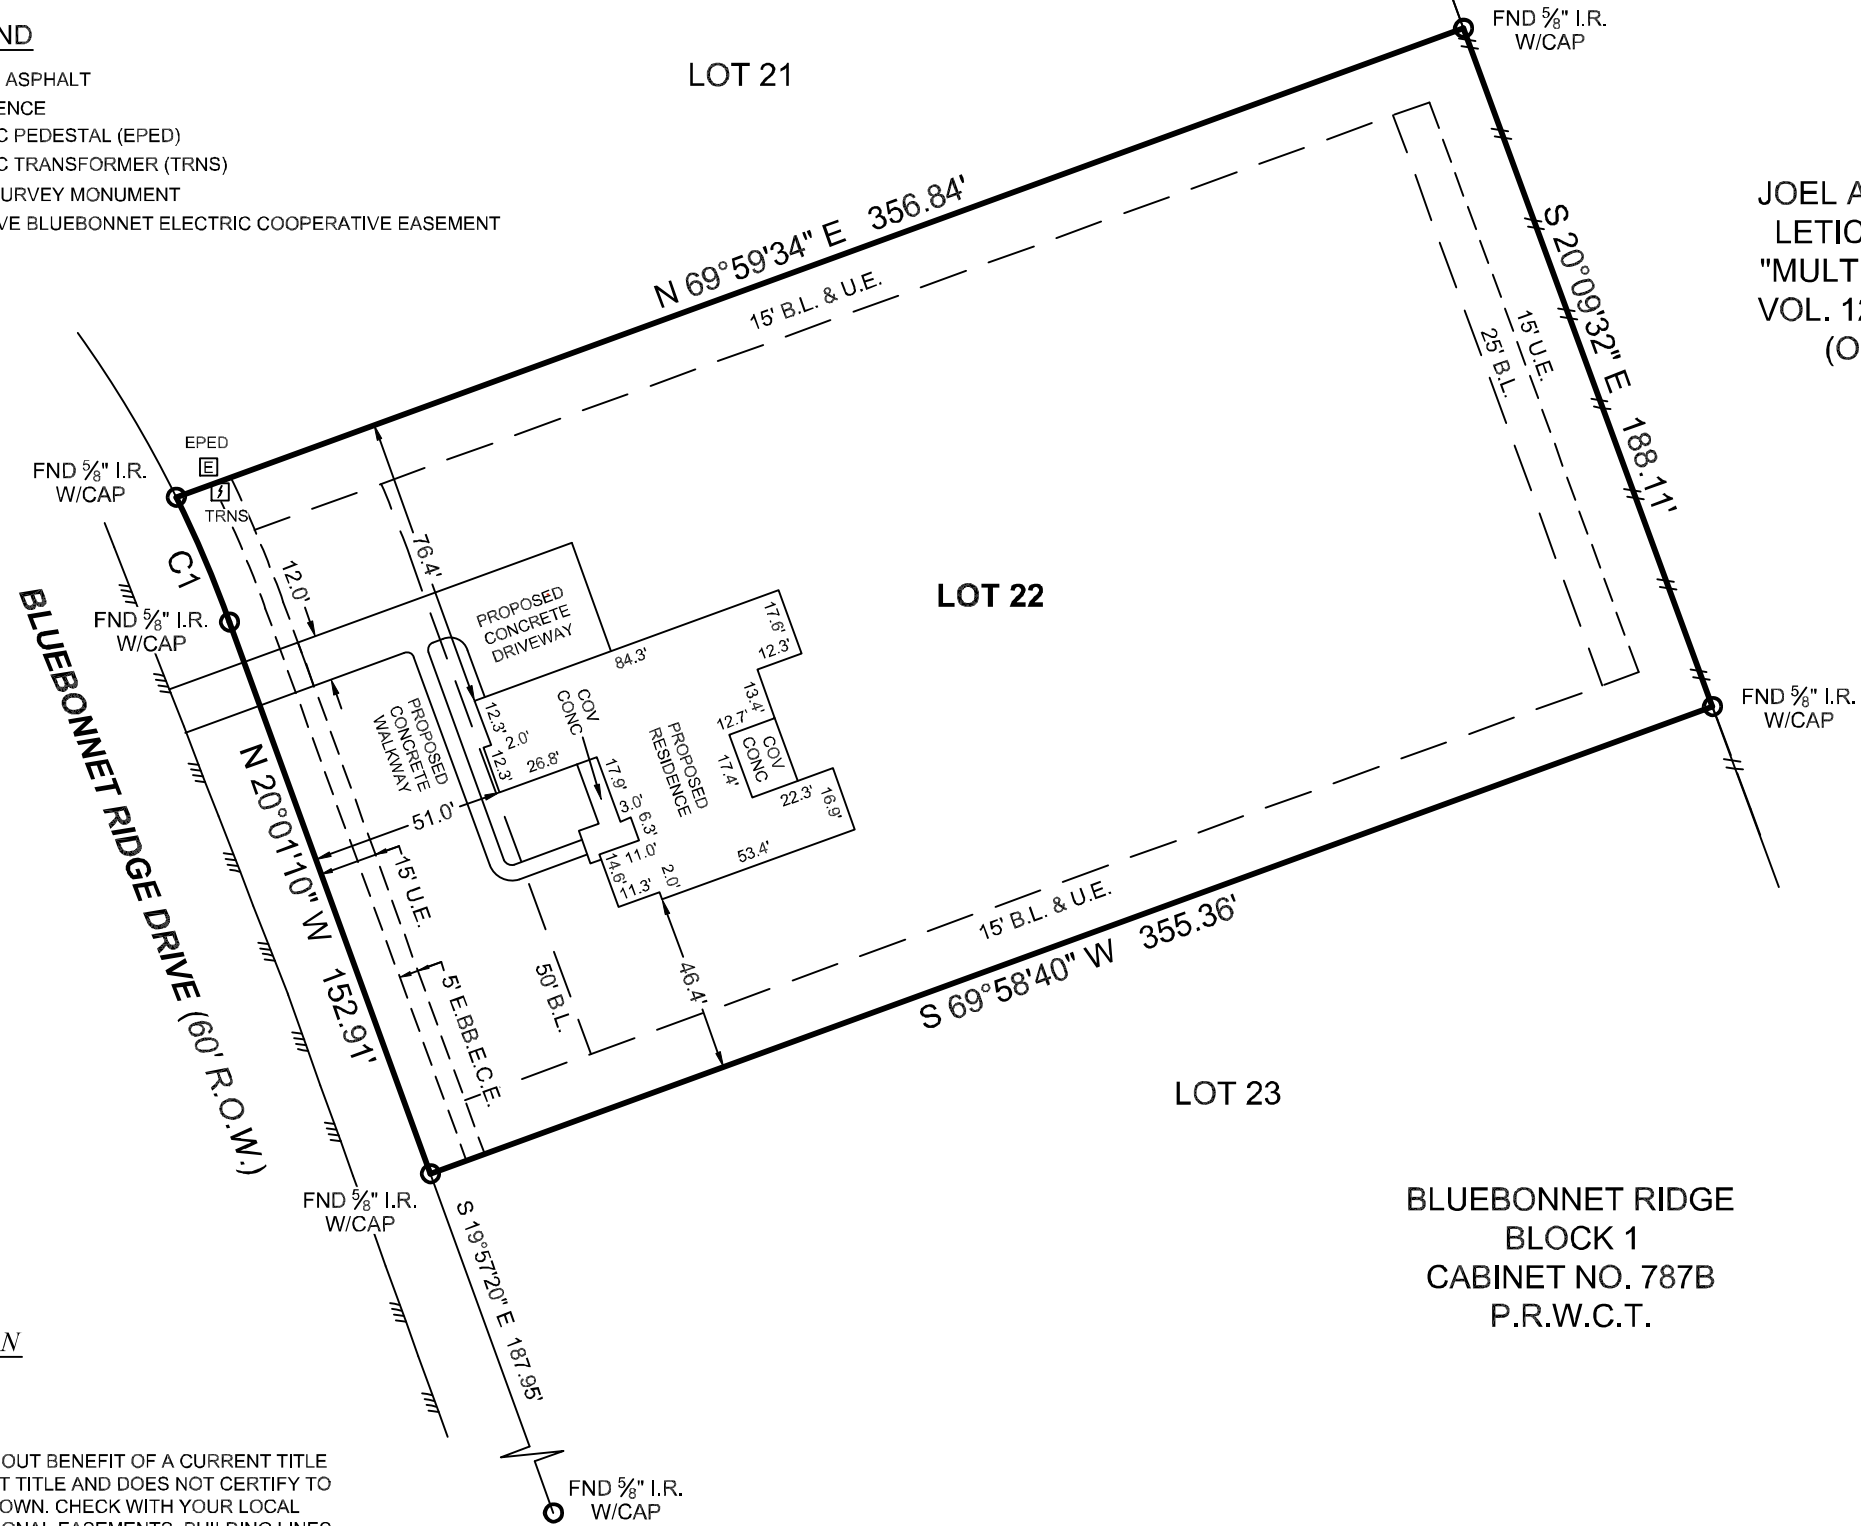 ND
ASPHALT
ENCE
C PEDESTAL (EPED)
C TRANSFORMER (TRNS)
URVEY MONUMENT
VE BLUEBONNET ELECTRIC COOPERATIVE EASEMENT
LOT 21
FND 5/8" I.R.
W/CAP
JOEL A
LETIC
"MULT
VOL. 12
(O
N 69°59'34" E 356.84'
15' B.L. & U.E.
S 20°09'32" E 188.11'
15' U.E.
25' B.L.
EPED
E
TRNS
FND 5/8" I.R.
W/CAP
C1
FND 5/8" I.R.
W/CAP
12.0'
76.4'
PROPOSED
CONCRETE
DRIVEWAY
LOT 22
84.3'
17.6'
12.3'
13.4'
12.7'
COV
CONC
17.4'
22.3'
16.9'
53.4'
PROPOSED
RESIDENCE
COV
CONC
12.3'
2.0'
12.3'
26.8'
17.9'
3.0'
6.3'
11.0'
14.6'
11.3'
2.0'
PROPOSED
CONCRETE
WALKWAY
51.0'
15' U.E.
5' E.BB.E.C.E.
50' B.L.
46.4'
15' B.L. & U.E.
S 69°58'40" W 355.36'
FND 5/8" I.R.
W/CAP
N 20°01'10" W 152.91'
BLUEBONNET RIDGE DRIVE (60' R.O.W.)
LOT 23
FND 5/8" I.R.
W/CAP
S 19°57'20" E 187.95'
BLUEBONNET RIDGE
BLOCK 1
CABINET NO. 787B
P.R.W.C.T.
N
OUT BENEFIT OF A CURRENT TITLE
T TITLE AND DOES NOT CERTIFY TO
OWN. CHECK WITH YOUR LOCAL
ONAL EASEMENTS, BUILDING LINES
FND 5/8" I.R.
W/CAP